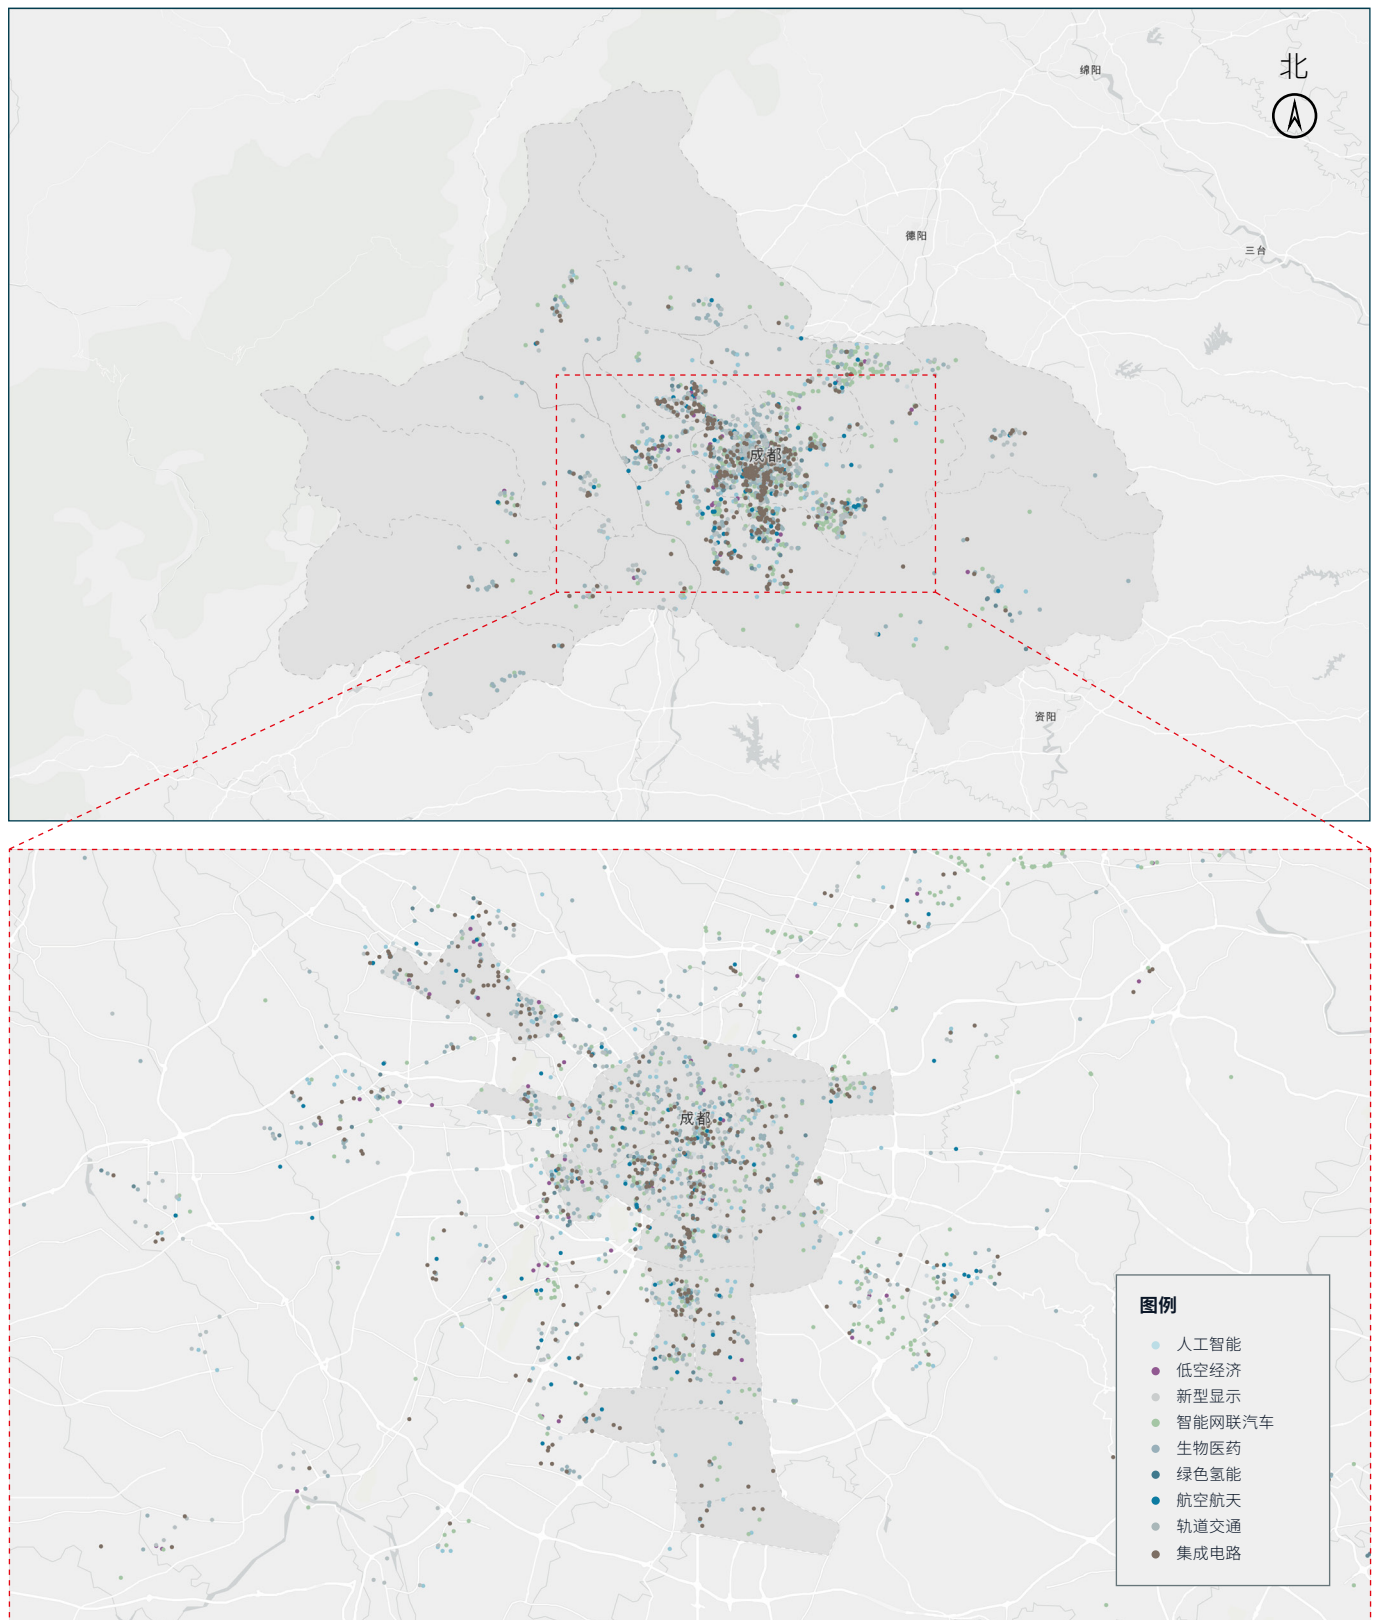 北
绵阳
德阳
三台
成都
资阳
成都
图例
人工智能
低空经济
新型显示
智能网联汽车
生物医药
绿色氢能
航空航天
轨道交通
集成电路